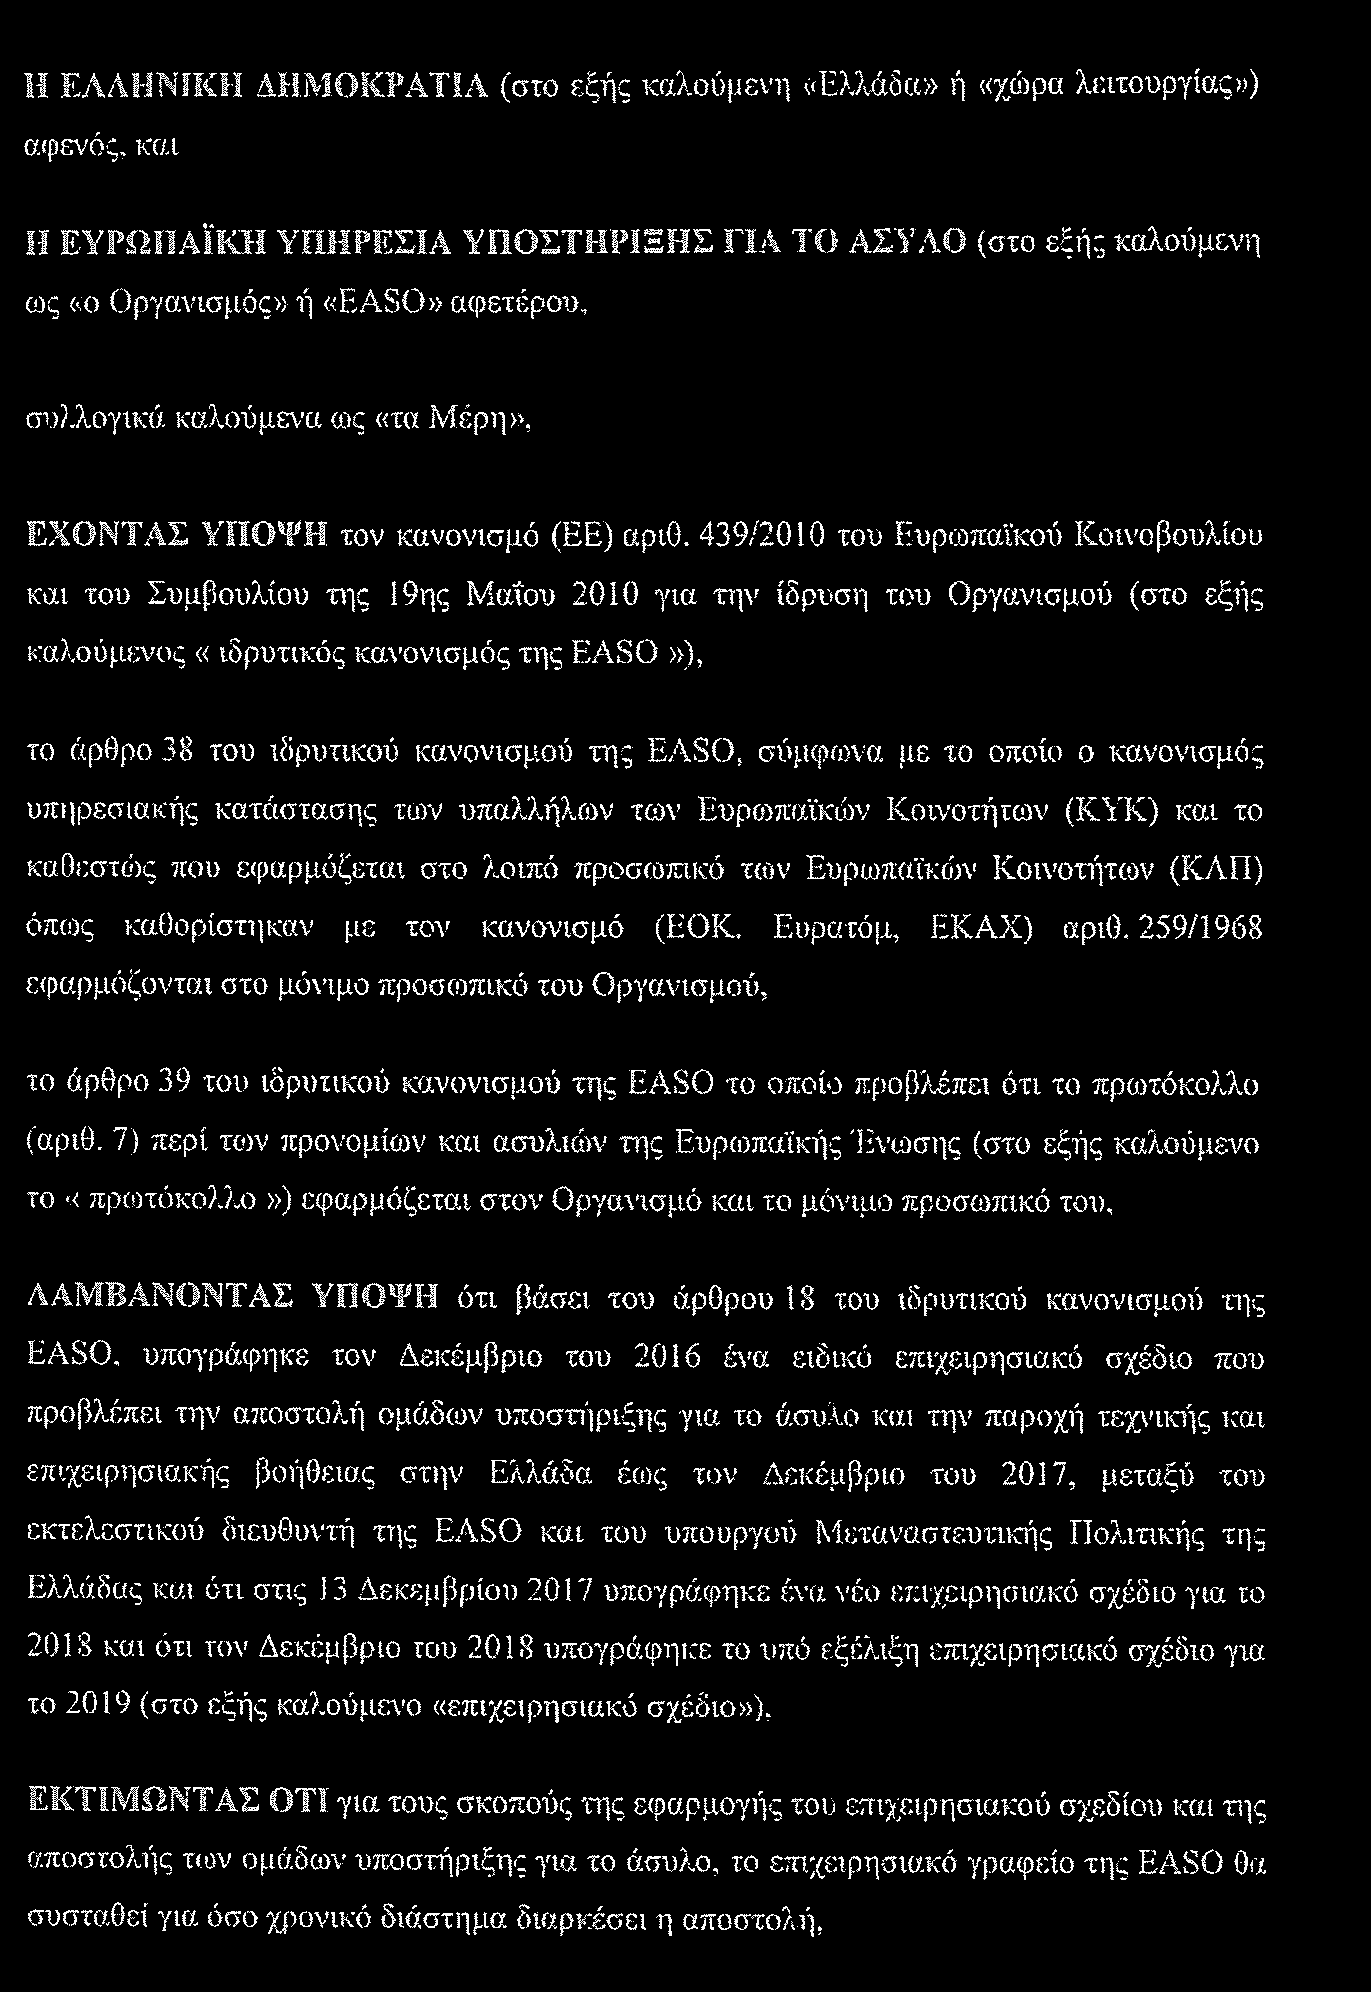 Η ΕΛΛΗΝΙΚΗ ΔΗΜΟΚΡΑΤΙΑ (στο εξής καλούμενη «Ελλάδα» ή «χώρα λειτουργίας»)
αφενός, και
Η ΕΥΡΩΠΑΪΚΗ ΥΠΗΡΕΣΙΑ ΥΠΟΣΤΗΡΙΞΗΣ ΓΙΑ ΤΟ ΑΣΥΛΟ (στο εξής καλούμενη
ως «ο Οργανισμός» ή «EASO» αφετέρου,
συλλογικά καλούμενα ως «τα Μέρη»,
ΕΧΟΝΤΑΣ ΥΠΟΨΗ τον κανονισμό (ΕΕ) αριθ. 439/2010 του Ευρωπαϊκού Κοινοβουλίου
και του Συμβουλίου της 19ης Μαΐου 2010 για την ίδρυση του Οργανισμού (στο εξής
καλούμενος « ιδρυτικός κανονισμός της EASO »),
το άρθρο 38 του ιδρυτικού κανονισμού της EASO, σύμφωνα με το οποίο ο κανονισμός
υπηρεσιακής κατάστασης των υπαλλήλων των Ευρωπαϊκών Κοινοτήτων (ΚΥΚ) και το
καθεστώς που εφαρμόζεται στο λοιπό προσωπικό των Ευρωπαϊκών Κοινοτήτων (ΚΛΠ)
όπως καθορίστηκαν με τον κανονισμό (ΕΟΚ, Ευρατόμ, ΕΚΑΧ) αριθ. 259/1968
εφαρμόζονται στο μόνιμο προσωπικό του Οργανισμού,
το άρθρο 39 του ιδρυτικού κανονισμού της EASO το οποίο προβλέπει ότι το πρωτόκολλο
(αριθ. 7) περί των προνομίων και ασυλιών της Ευρωπαϊκής Ένωσης (στο εξής καλούμενο
το « πρωτόκολλο ») εφαρμόζεται στον Οργανισμό και το μόνιμο προσωπικό του,
ΛΑΜΒΑΝΟΝΤΑΣ ΥΠΟΨΗ ότι βάσει του άρθρου 18 του ιδρυτικού κανονισμού της
EASO, υπογράφηκε τον Δεκέμβριο του 2016 ένα ειδικό επιχειρησιακό σχέδιο που
προβλέπει την αποστολή ομάδων υποστήριξης για το άσυλο και την παροχή τεχνικής και
επιχειρησιακής βοήθειας στην Ελλάδα έως τον Δεκέμβριο του 2017, μεταξύ του
εκτελεστικού διευθυντή της EASO και του υπουργού Μεταναστευτικής Πολιτικής της
Ελλάδας και ότι στις 13 Δεκεμβρίου 2017 υπογράφηκε ένα νέο επιχειρησιακό σχέδιο για το
2018 και ότι τον Δεκέμβριο του 2018 υπογράφηκε το υπό εξέλιξη επιχειρησιακό σχέδιο για
το 2019 (στο εξής καλούμενο «επιχειρησιακό σχέδιο»),
ΕΚΤΙΜΩΝΤΑΣ ΟΤΙ για τους σκοπούς της εφαρμογής του επιχειρησιακού σχεδίου και της
αποστολής των ομάδων υποστήριξης για το άσυλο, το επιχειρησιακό γραφείο της EASO θα
συσταθεί για όσο χρονικό διάστημα διαρκέσει η αποστολή,